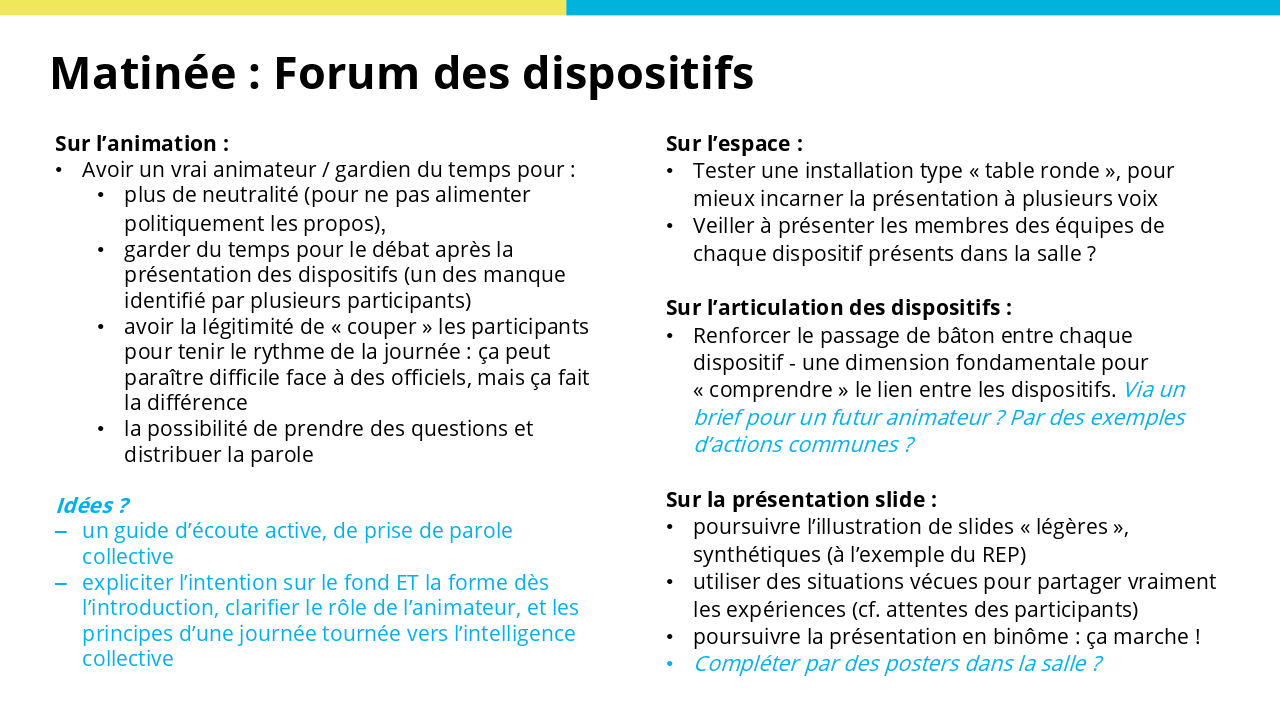 Matinée : Forum des dispositifs
Sur l’animation :
• Avoir un vrai animateur / gardien du temps pour :
• plus de neutralité (pour ne pas alimenter
politiquement les propos),
• garder du temps pour le débat après la
présentation des dispositifs (un des manque
identifié par plusieurs participants)
• avoir la légitimité de « couper » les participants
pour tenir le rythme de la journée : ça peut
paraître difficile face à des officiels, mais ça fait
la différence
• la possibilité de prendre des questions et
distribuer la parole
Idées ?
– un guide d’écoute active, de prise de parole
collective
– expliciter l’intention sur le fond ET la forme dès
l’introduction, clarifier le rôle de l’animateur, et les
principes d’une journée tournée vers l’intelligence
collective
Sur l’espace :
• Tester une installation type « table ronde », pour
mieux incarner la présentation à plusieurs voix
• Veiller à présenter les membres des équipes de
chaque dispositif présents dans la salle ?
Sur l’articulation des dispositifs :
• Renforcer le passage de bâton entre chaque
dispositif - une dimension fondamentale pour
« comprendre » le lien entre les dispositifs. Via un
brief pour un futur animateur ? Par des exemples
d’actions communes ?
Sur la présentation slide :
• poursuivre l’illustration de slides « légères »,
synthétiques (à l’exemple du REP)
• utiliser des situations vécues pour partager vraiment
les expériences (cf. attentes des participants)
• poursuivre la présentation en binôme : ça marche !
• Compléter par des posters dans la salle ?